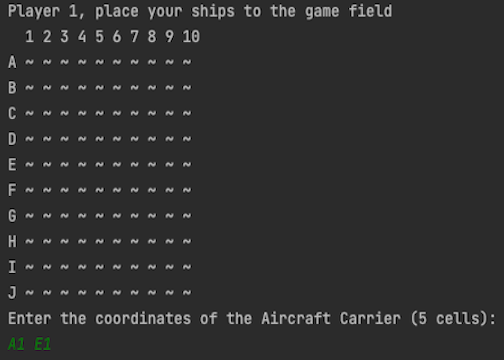 Player 1, place your ships to the game field
1 2 3 4 5 6 7 8 9 10
A ~ ~ ~ ~ ~ ~ ~ ~ ~ ~
B ~ ~ ~ ~ ~ ~ ~ ~ ~ ~
C ~ ~ ~ ~ ~ ~ ~ ~ ~ ~
D ~ ~ ~ ~ ~ ~ ~ ~ ~ ~
E ~ ~ ~ ~ ~ ~ ~ ~ ~ ~
F ~ ~ ~ ~ ~ ~ ~ ~ ~ ~
G ~ ~ ~ ~ ~ ~ ~ ~ ~ ~
H ~ ~ ~ ~ ~ ~ ~ ~ ~ ~
I ~ ~ ~ ~ ~ ~ ~ ~ ~ ~
J ~ ~ ~ ~ ~ ~ ~ ~ ~ ~
Enter the coordinates of the Aircraft Carrier (5 cells):
A1 E1